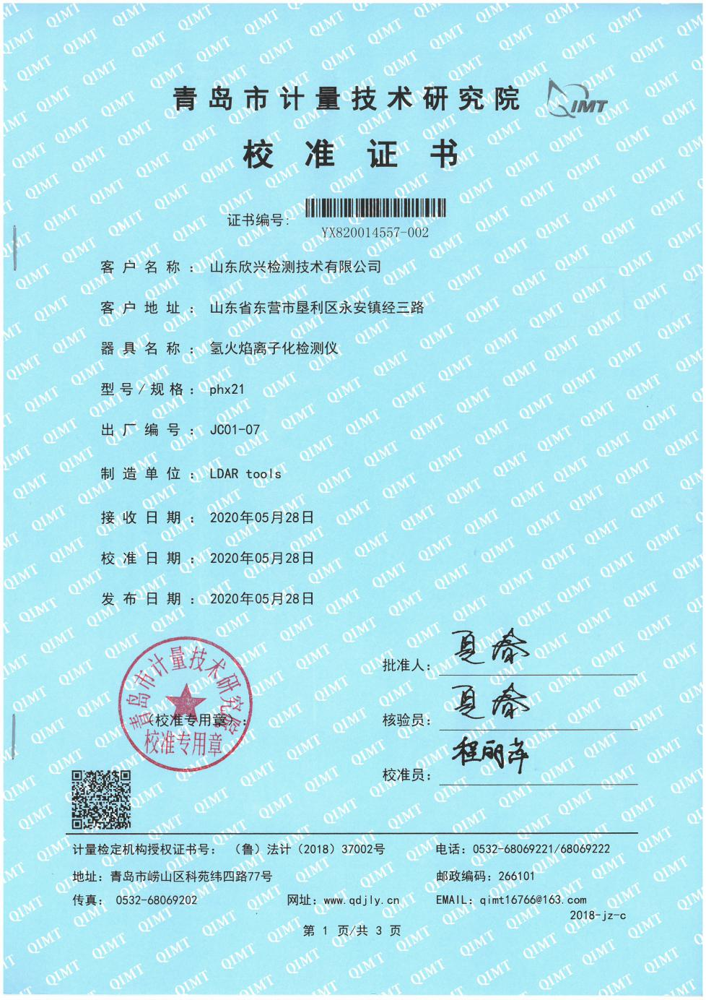 青岛市计量技术研究院
QIMT
校准证书
证书编号:
YX820014557-002
客户名称：山东欣兴检测技术有限公司
客户地址：山东省东营市垦利区永安镇经三路
器具名称：氢火焰离子化检测仪
型号/规格：phx21
出厂编号：JC01-07
制造单位：LDAR tools
接收日期：2020年05月28日
校准日期：2020年05月28日
发布日期：2020年05月28日
批准人：夏春
核验员：夏春
校准员：程丽萍
青岛市计量技术研究院
（校准专用章）：
校准专用章
计量检定机构授权证书号：（鲁）法计（2018）37002号 电话：0532-68069221/68069222
地址：青岛市崂山区科苑纬四路77号 邮政编码：266101
传真： 0532-68069202 网址：www.qdjly.cn EMAIL：qimt16766@163.com
2018-jz-c
第 1 页/共 3 页